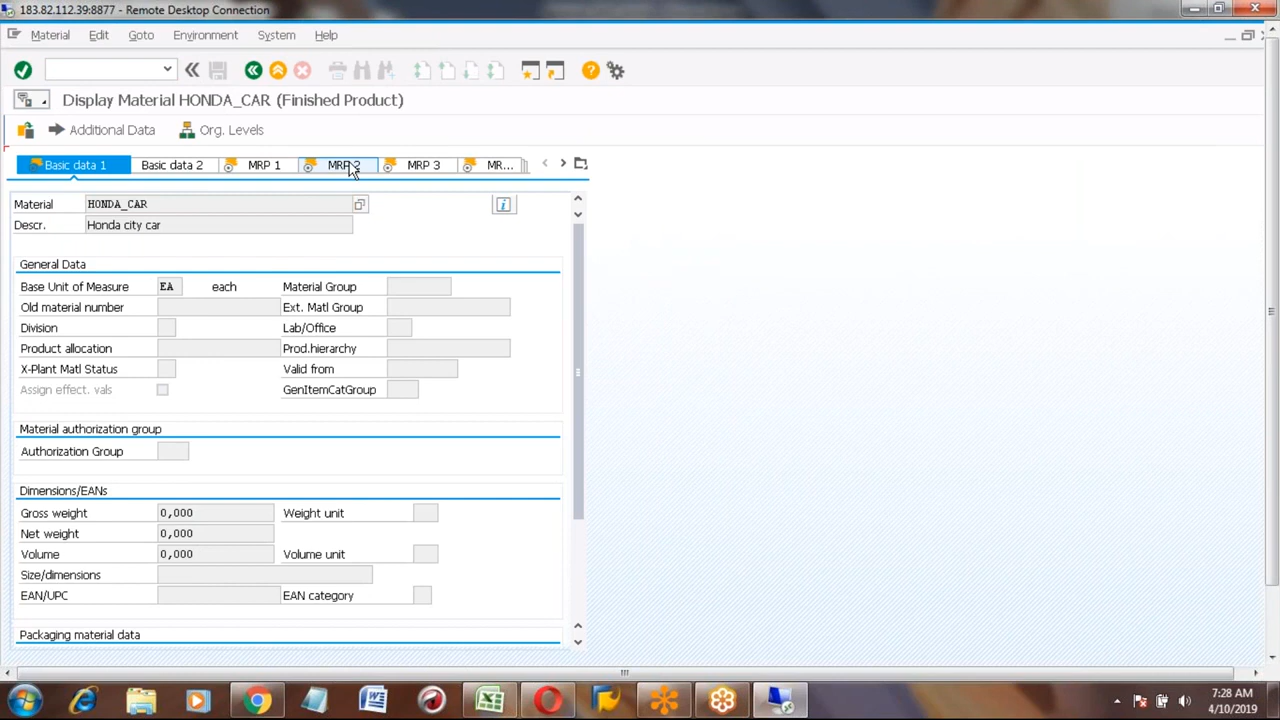 183.82.112.39:8877 - Remote Desktop Connection
Material Edit Goto Environment System Help
Display Material HONDA_CAR (Finished Product)
Additional Data Org. Levels
Basic data 1 Basic data 2 MRP 1 MRP 2 MRP 3 MR...
Material HONDA_CAR
Descr. Honda city car
General Data
Base Unit of Measure EA each Material Group
Old material number Ext. Matl Group
Division Lab/Office
Product allocation Prod.hierarchy
X-Plant Matl Status Valid from
Assign effect. vals GenItemCatGroup
Material authorization group
Authorization Group
Dimensions/EANs
Gross weight 0,000 Weight unit
Net weight 0,000
Volume 0,000 Volume unit
Size/dimensions
EAN/UPC EAN category
Packaging material data
7:28 AM
4/10/2019